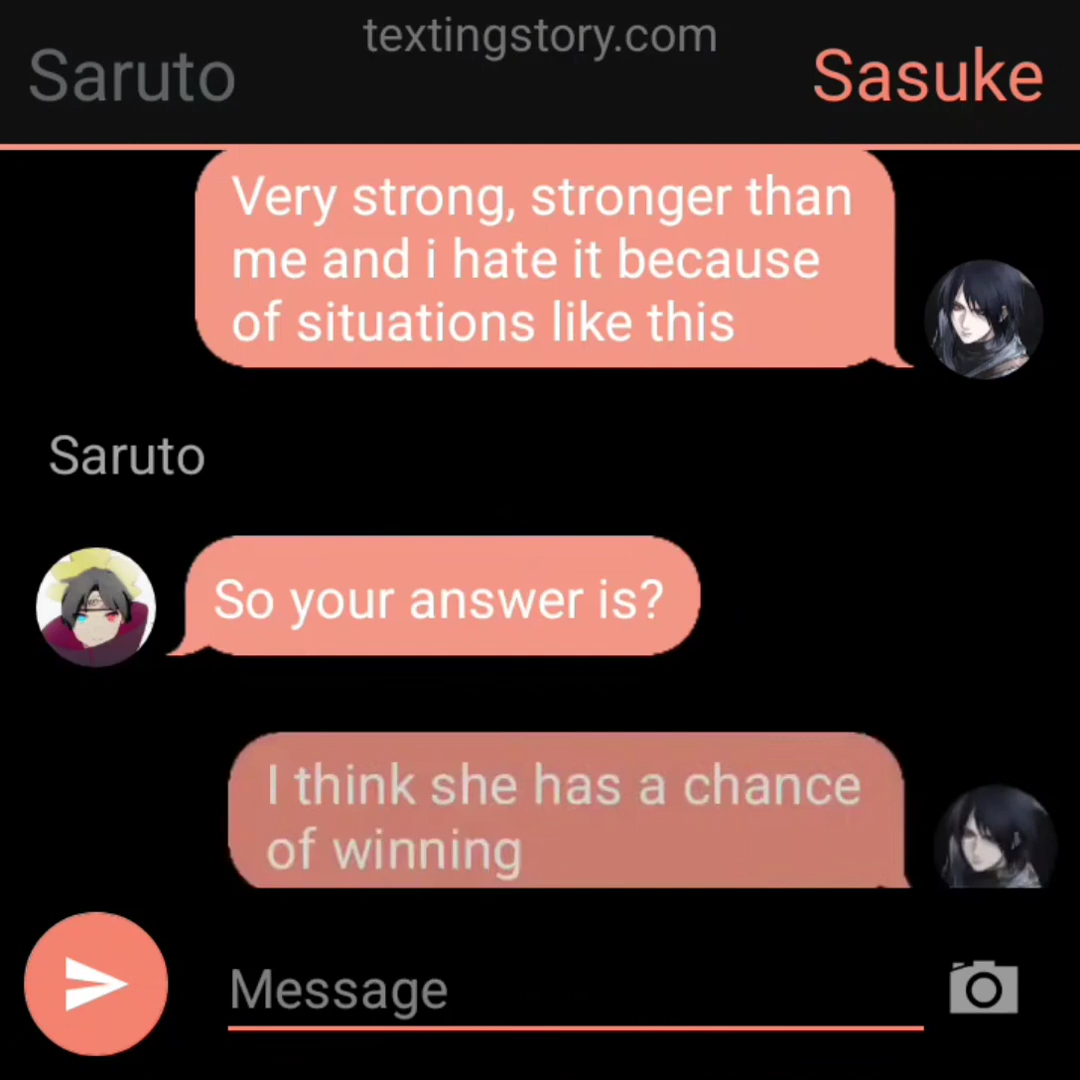 textingstory.com
Saruto
Sasuke
Very strong, stronger than
me and i hate it because
of situations like this
Saruto
So your answer is?
I think she has a chance
of winning
Message